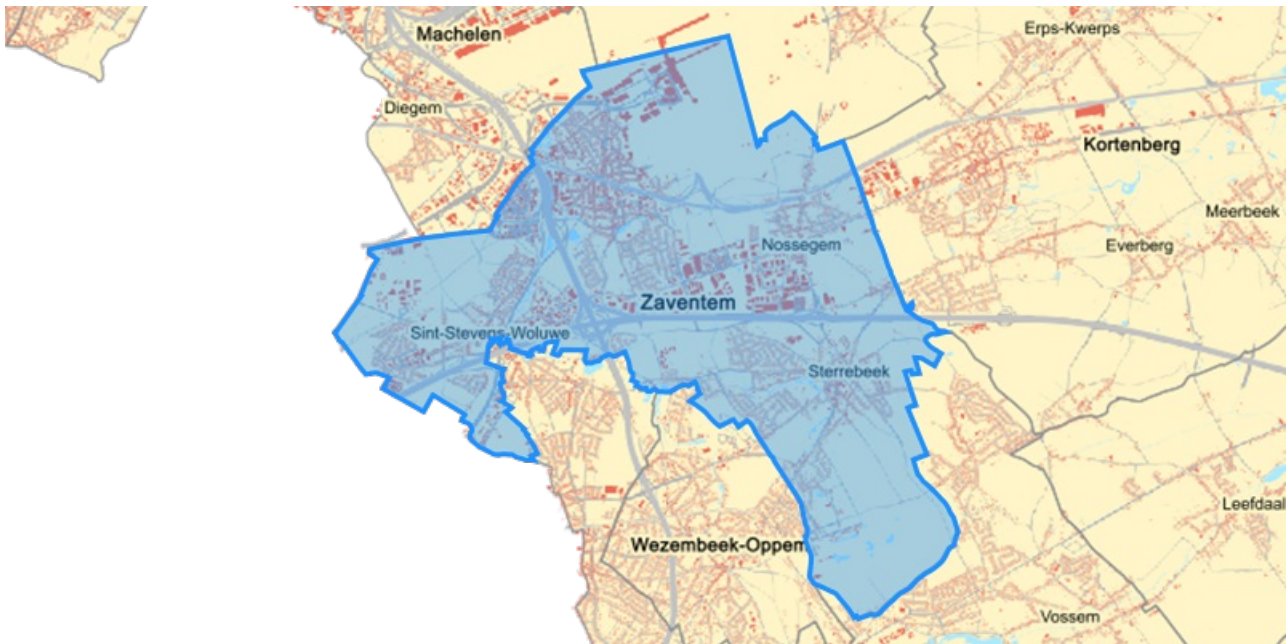 Machelen
Erps-Kwerps
Diegem
Kortenberg
Meerbeek
Nossegem
Everberg
Zaventem
Sint-Stevens-Woluwe
Sterrebeek
Leefdaal
Wezembeek-Oppem
Vossem